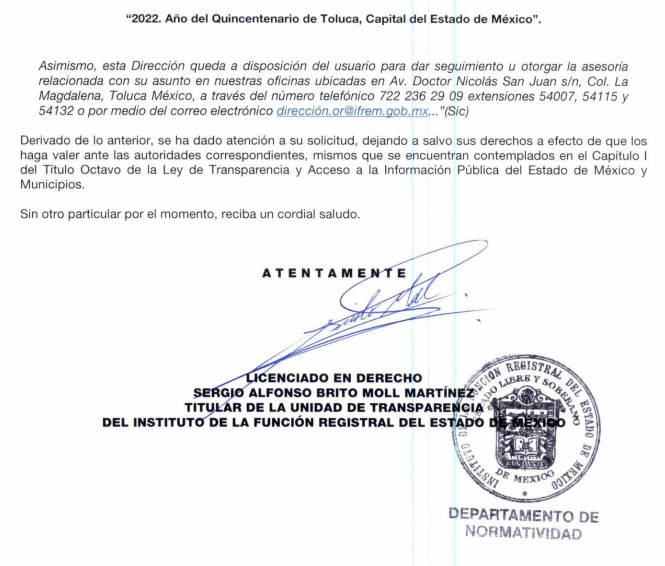 “2022. Año del Quincentenario de Toluca, Capital del Estado de México”.
Asimismo, esta Dirección queda a disposición del usuario para dar seguimiento u otorgar la asesoría
relacionada con su asunto en nuestras oficinas ubicadas en Av. Doctor Nicolás San Juan s/n, Col. La
Magdalena, Toluca México, a través del número telefónico 722 236 29 09 extensiones 54007, 54115 y
54132 o por medio del correo electrónico dirección.or@ifrem.gob.mx...”(Sic)
Derivado de lo anterior, se ha dado atención a su solicitud, dejando a salvo sus derechos a efecto de que los
haga valer ante las autoridades correspondientes, mismos que se encuentran contemplados en el Capítulo I
del Título Octavo de la Ley de Transparencia y Acceso a la Información Pública del Estado de México y
Municipios.
Sin otro particular por el momento, reciba un cordial saludo.
A T E N T A M E N T E
LICENCIADO EN DERECHO
SERGIO ALFONSO BRITO MOLL MARTÍNEZ
TITULAR DE LA UNIDAD DE TRANSPARENCIA
DEL INSTITUTO DE LA FUNCIÓN REGISTRAL DEL ESTADO DE MÉXICO
INSTITUTO DE LA FUNCION REGISTRAL DEL ESTADO DE MEXICO
ESTADO LIBRE Y SOBERANO
DE MEXICO
DEPARTAMENTO DE
NORMATIVIDAD